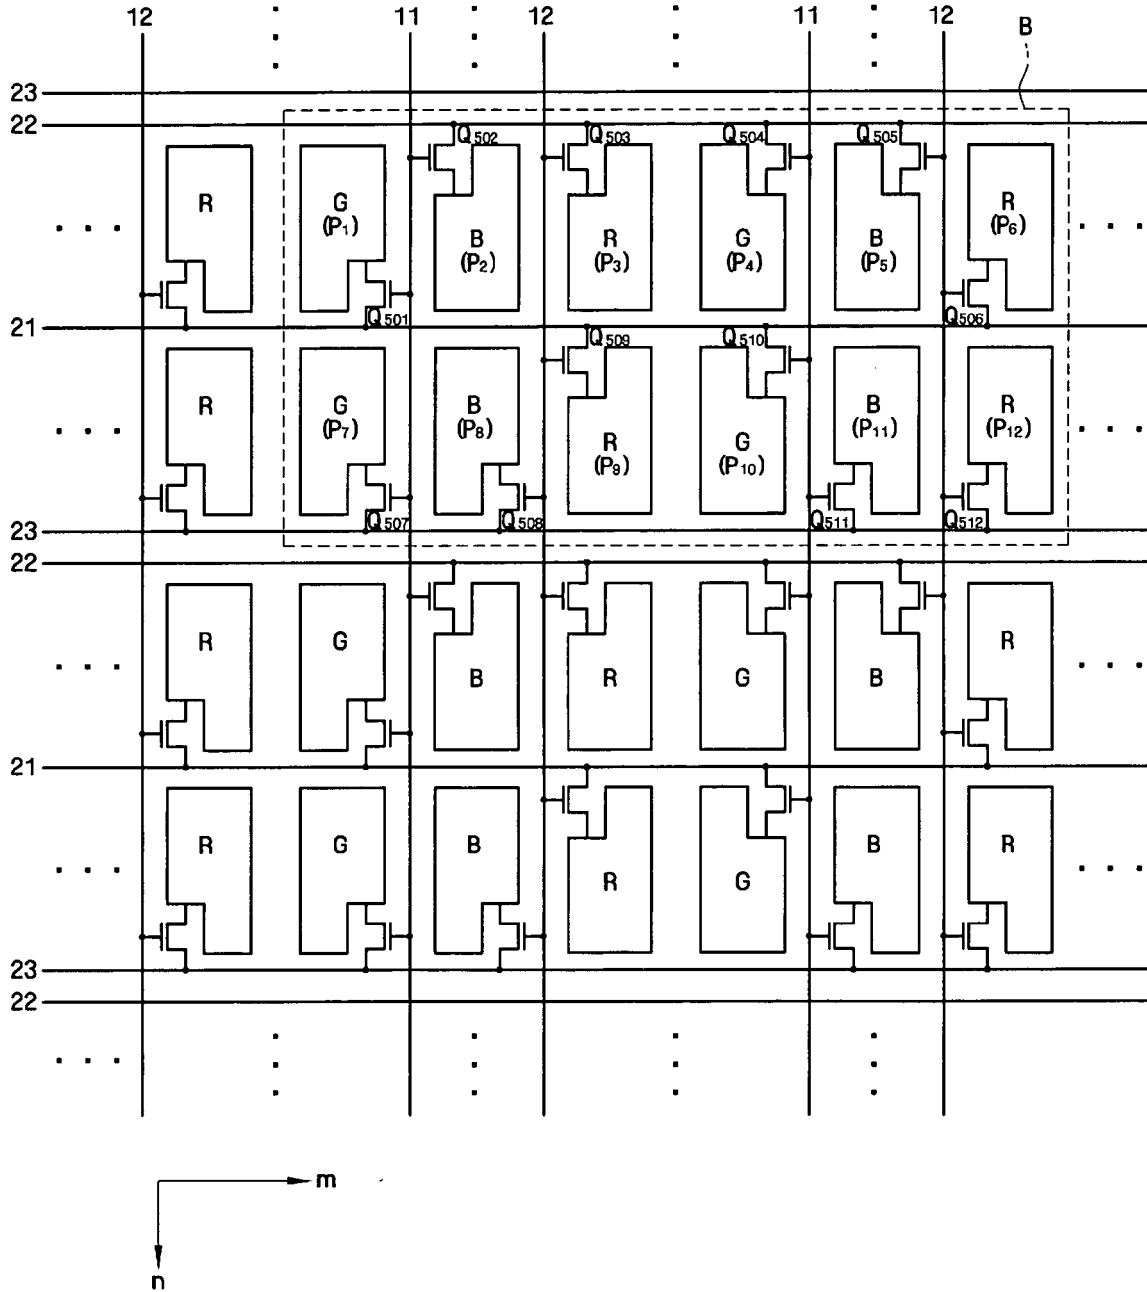 12 11 12 11 12 B
23
22
Q502 Q503 Q504 Q505
R G (P1) B (P2) R (P3) G (P4) B (P5) R (P6)
21 Q501 Q506
Q509 Q510
R G (P7) B (P8) R (P9) G (P10) B (P11) R (P12)
23 Q507 Q508 Q511 Q512
22
R G B R G B R
21
R G B R G B R
23
22
m
n